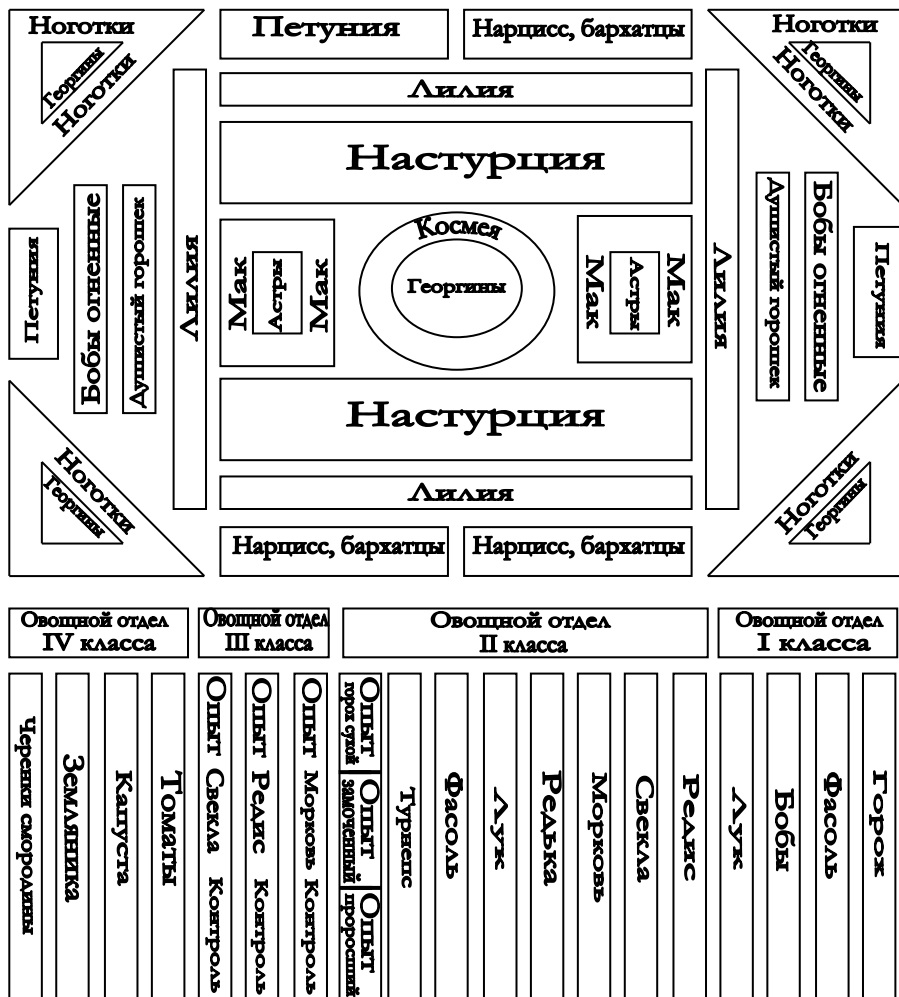 Ноготки
Георгины
Ноготки
Петуния
Нарцисс, бархатцы
Ноготки
Георгины
Ноготки
Лилия
Настурция
Петуния
Бобы огненные
Душистый горошек
Лилия
Мак
Астры
Мак
Космея
Георгины
Мак
Астры
Мак
Лилия
Душистый горошек
Бобы огненные
Петуния
Настурция
Лилия
Ноготки
Георгины
Нарцисс, бархатцы
Нарцисс, бархатцы
Ноготки
Георгины
Овощной отдел
IV класса
Овощной отдел
III класса
Овощной отдел
II класса
Овощной отдел
I класса
Черенки смородины
Земляника
Капуста
Томаты
Опыт Свекла Контроль
Опыт Редис Контроль
Опыт Морковь Контроль
Опыт
горох сухой
Опыт
замоченный
Опыт
проросший
Турнепс
Фасоль
Лук
Редька
Морковь
Свекла
Редис
Лук
Бобы
Фасоль
Горох